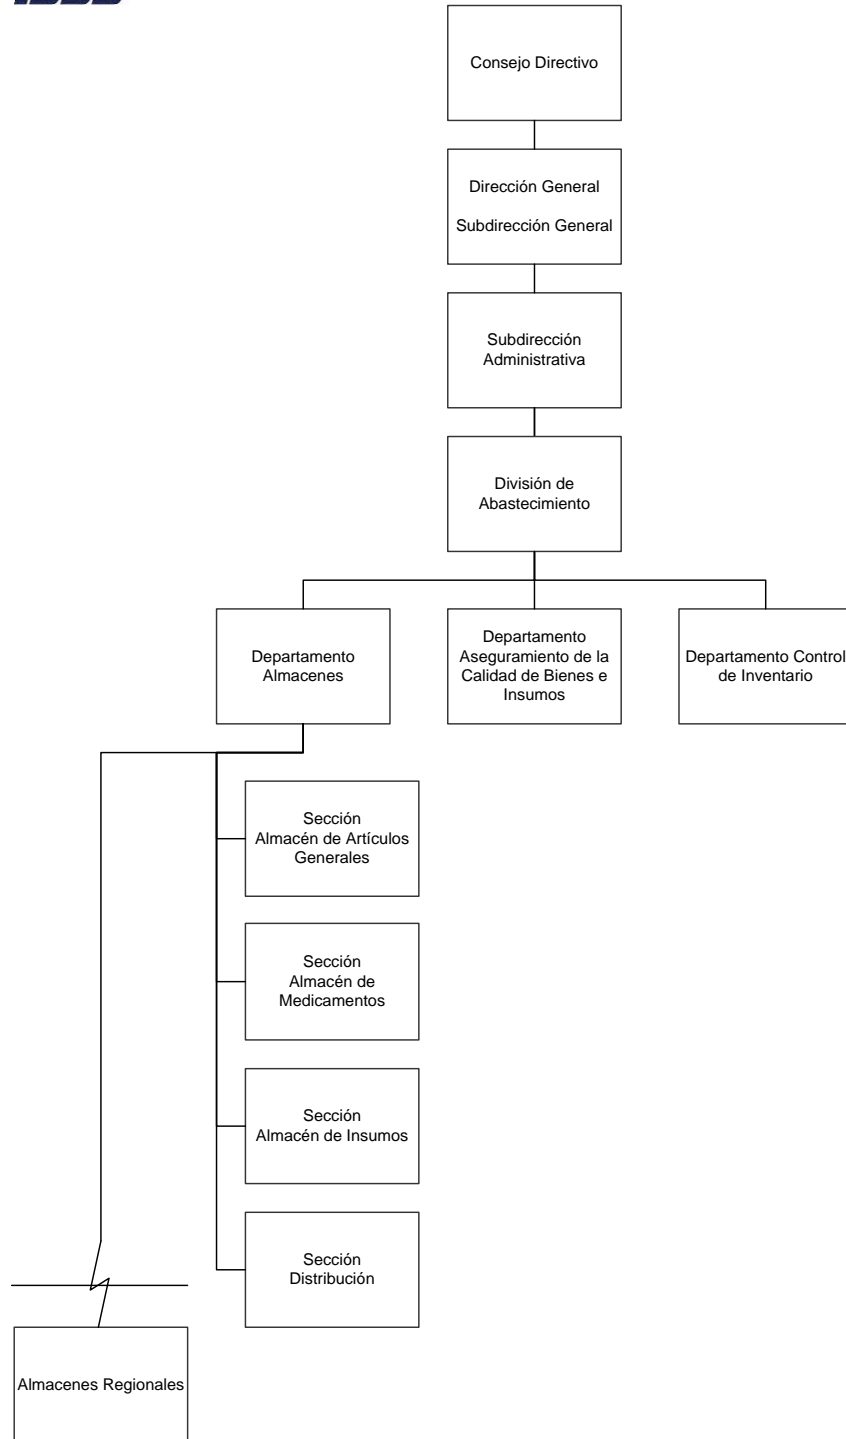 Consejo Directivo
Dirección General
Subdirección General
Subdirección
Administrativa
División de
Abastecimiento
Departamento
Almacenes
Departamento
Aseguramiento de la
Calidad de Bienes e
Insumos
Departamento Control
de Inventario
Sección
Almacén de Artículos
Generales
Sección
Almacén de
Medicamentos
Sección
Almacén de Insumos
Sección
Distribución
Almacenes Regionales